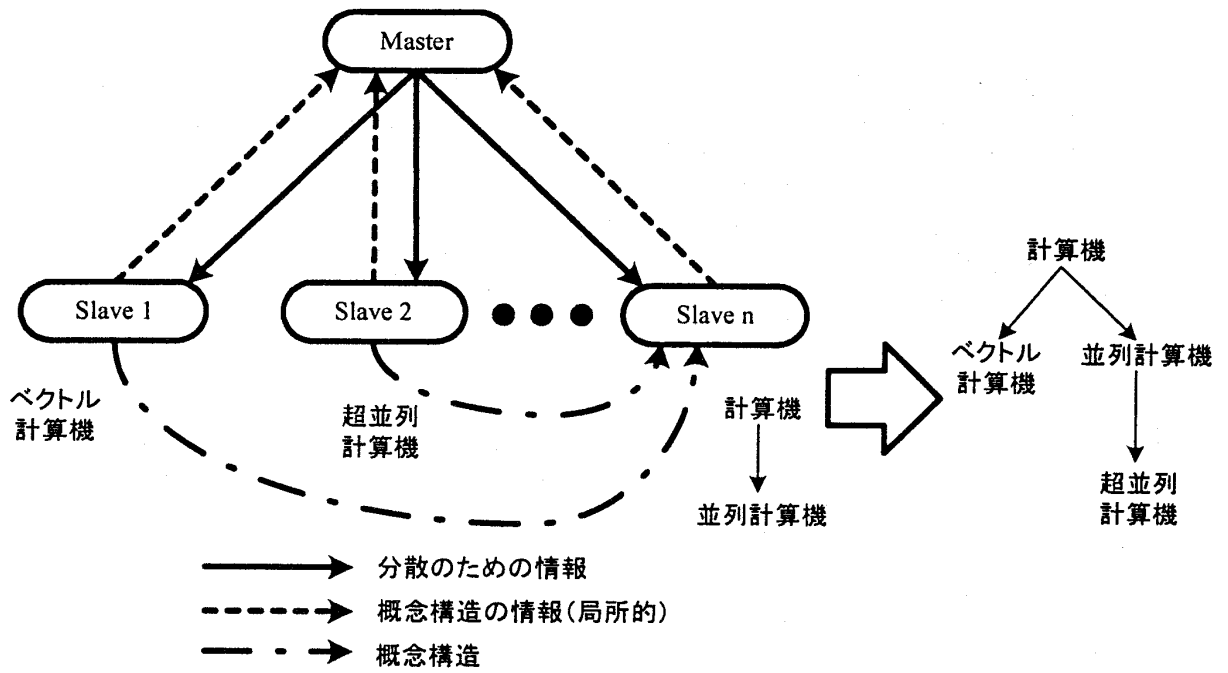 Master
Slave 1
Slave 2
Slave n
ベクトル
計算機
超並列
計算機
計算機
並列計算機
計算機
ベクトル
計算機
並列計算機
超並列
計算機
分散のための情報
概念構造の情報(局所的)
概念構造